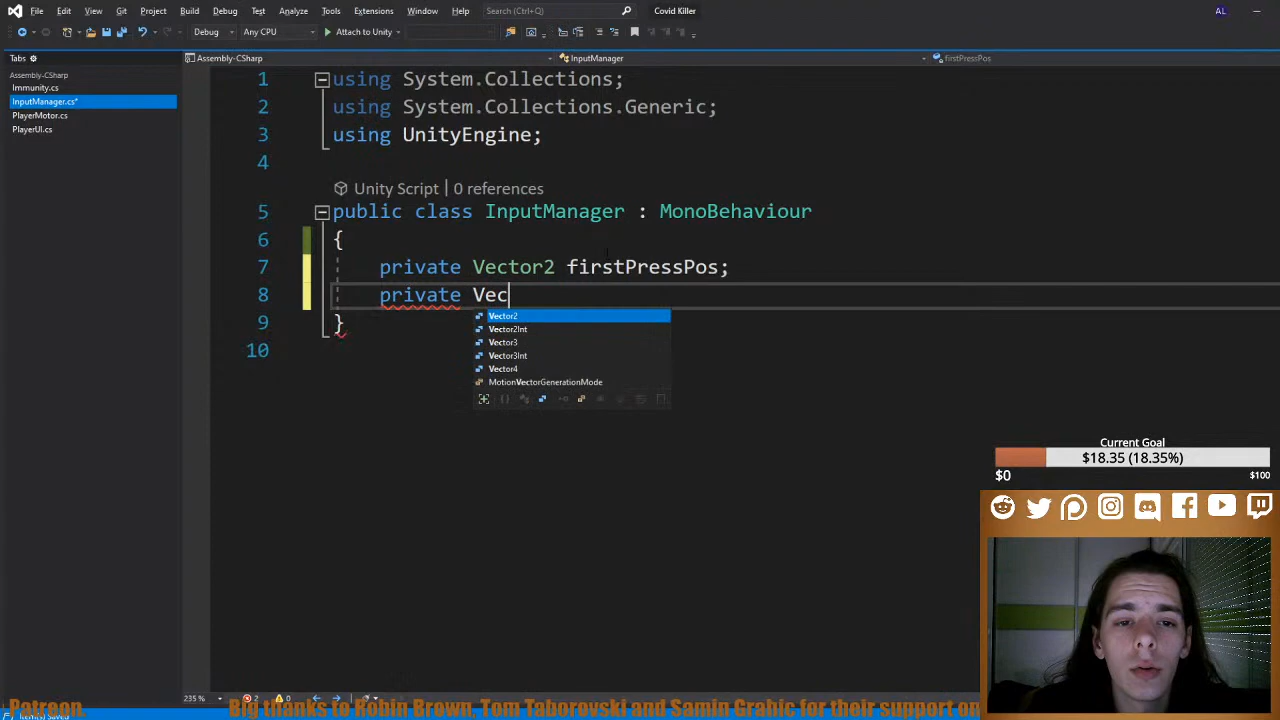 File Edit View Git Project Build Debug Test Analyze Tools Extensions Window Help Search (Ctrl+Q) Covid Killer AL
Debug Any CPU Attach to Unity
Tabs
Assembly-CSharp InputManager firstPressPos
Assembly-CSharp
Immunity.cs
InputManager.cs*
PlayerMotor.cs
PlayerUI.cs
1 using System.Collections;
2 using System.Collections.Generic;
3 using UnityEngine;
4
Unity Script | 0 references
5 public class InputManager : MonoBehaviour
6 {
7 private Vector2 firstPressPos;
8 private Vec
Vector2
Vector2Int
Vector3
Vector3Int
Vector4
MotionVectorGenerationMode
9 }
10
Current Goal
$18.35 (18.35%)
$0 $100
235 % 2 0
Patreon. Big thanks to Robin Brown, Tom Taborovski and Samin Grahic for their support on